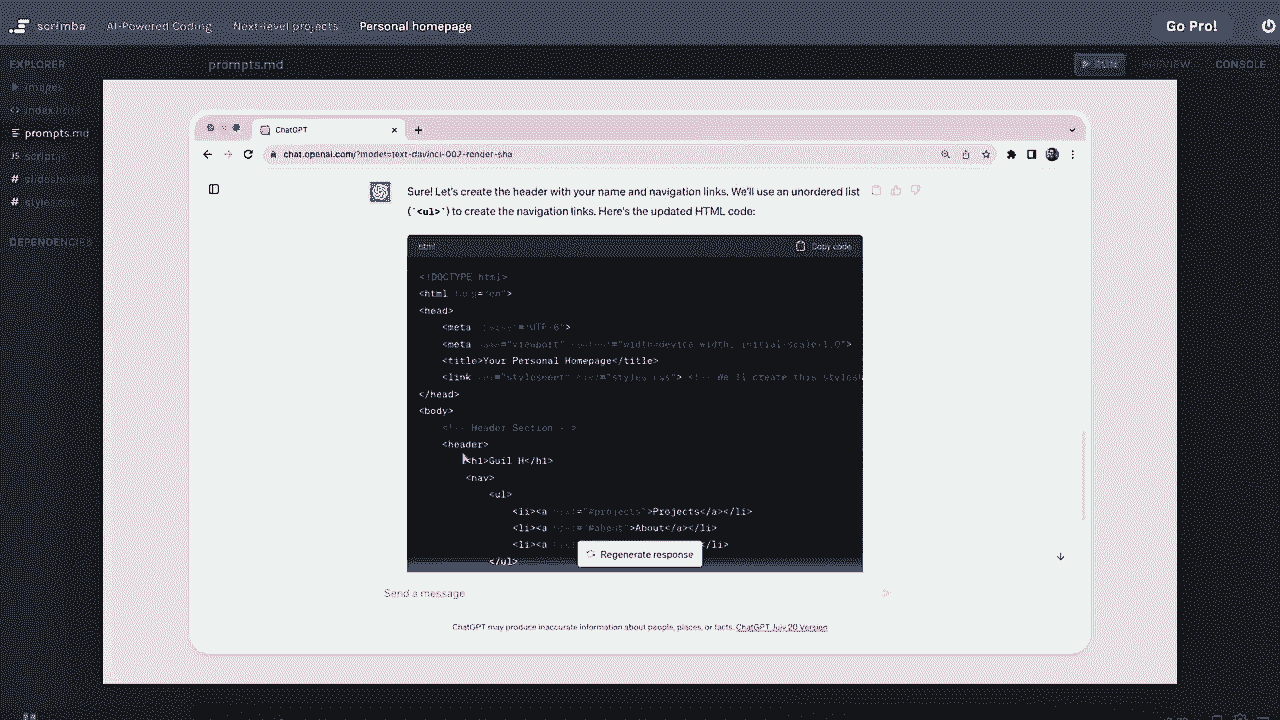 scrimba AI-Powered Coding Next-level projects Personal homepage Go Pro!
EXPLORER prompts.md RUN PREVIEW CONSOLE
images
index.html
prompts.md
script.js
DEPENDENCIES
ChatGPT
chat.openai.com/?model=text-davinci-002-render-sha
Sure! Let's create the header with your name and navigation links. We'll use an unordered list
(`<ul>`) to create the navigation links. Here's the updated HTML code:
html Copy code
<!DOCTYPE html>
<html lang="en">
<head>
<meta charset="UTF-8">
<meta name="viewport" content="width=device-width, initial-scale=1.0">
<title>Your Personal Homepage</title>
<link rel="stylesheet" href="styles.css"> <!-- We'll create this
</head>
<body>
<!-- Header Section -->
<header>
<h1>Guil H</h1>
<nav>
<ul>
<li><a href="#projects">Projects</a></li>
<li><a href="#about">About</a></li>
<li><a </li>
</ul>
Regenerate response
Send a message
ChatGPT may produce inaccurate information about people, places, or facts. ChatGPT July 20 Version